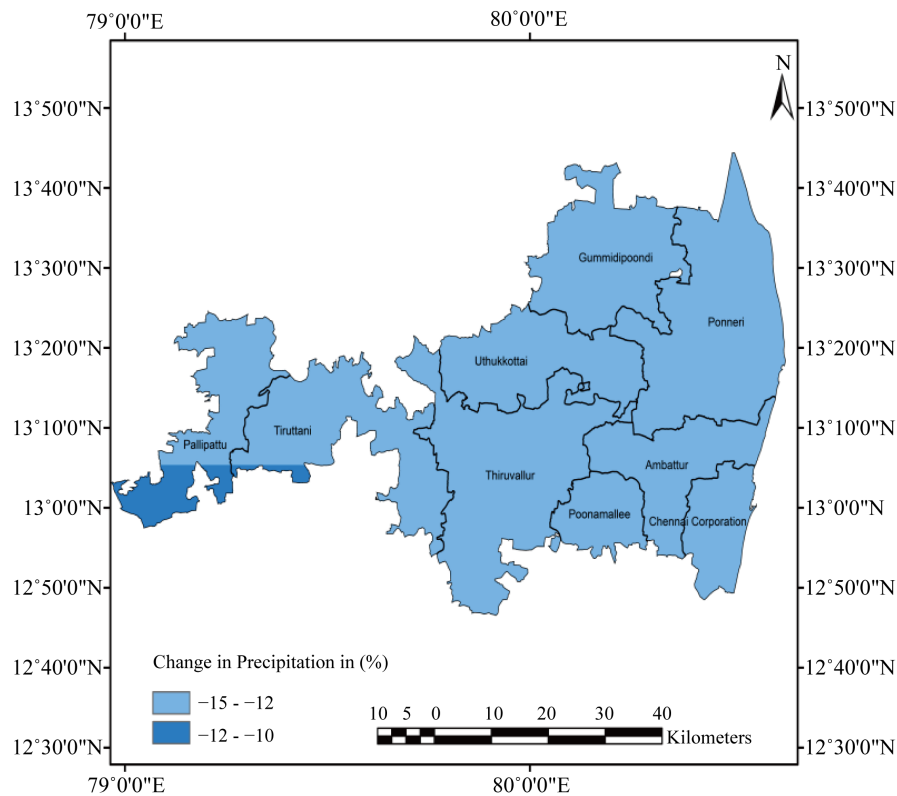 79˚0'0"E 80˚0'0"E
N
13˚50'0"N 13˚50'0"N
13˚40'0"N 13˚40'0"N
Gummidipoondi
13˚30'0"N 13˚30'0"N
Ponneri
13˚20'0"N 13˚20'0"N
Uthukkottai
13˚10'0"N 13˚10'0"N
Tiruttani
Pallipattu
Ambattur
Thiruvallur
13˚0'0"N 13˚0'0"N
Poonamallee
Chennai Corporation
12˚50'0"N 12˚50'0"N
12˚40'0"N 12˚40'0"N
Change in Precipitation in (%)
−15 - −12
−12 - −10
10 5 0 10 20 30 40
Kilometers
12˚30'0"N 12˚30'0"N
79˚0'0"E 80˚0'0"E